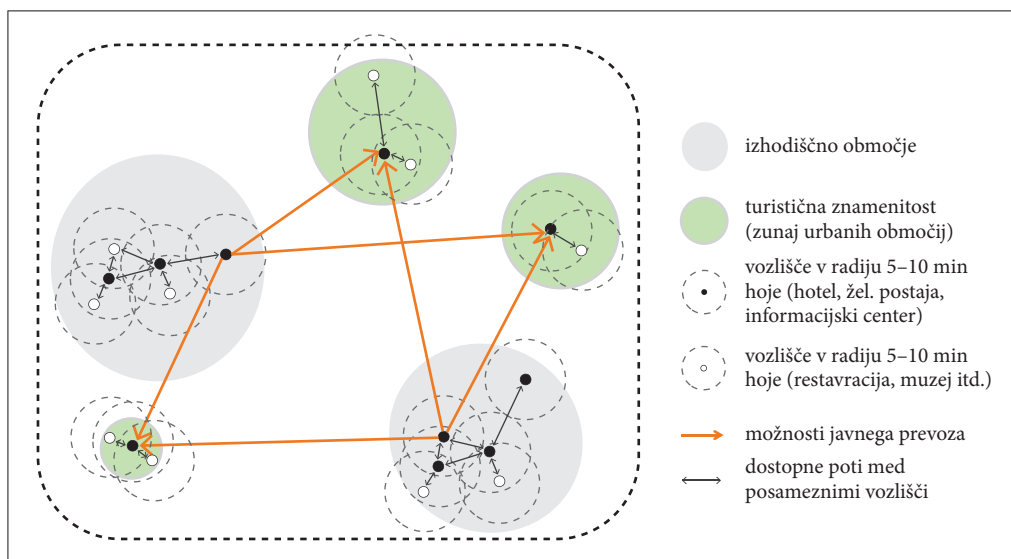 izhodiščno območje
turistična znamenitost
(zunaj urbanih območij)
vozlišče v radiju 5–10 min
hoje (hotel, žel. postaja,
informacijski center)
vozlišče v radiju 5–10 min
hoje (restavracija, muzej itd.)
možnosti javnega prevoza
dostopne poti med
posameznimi vozlišči